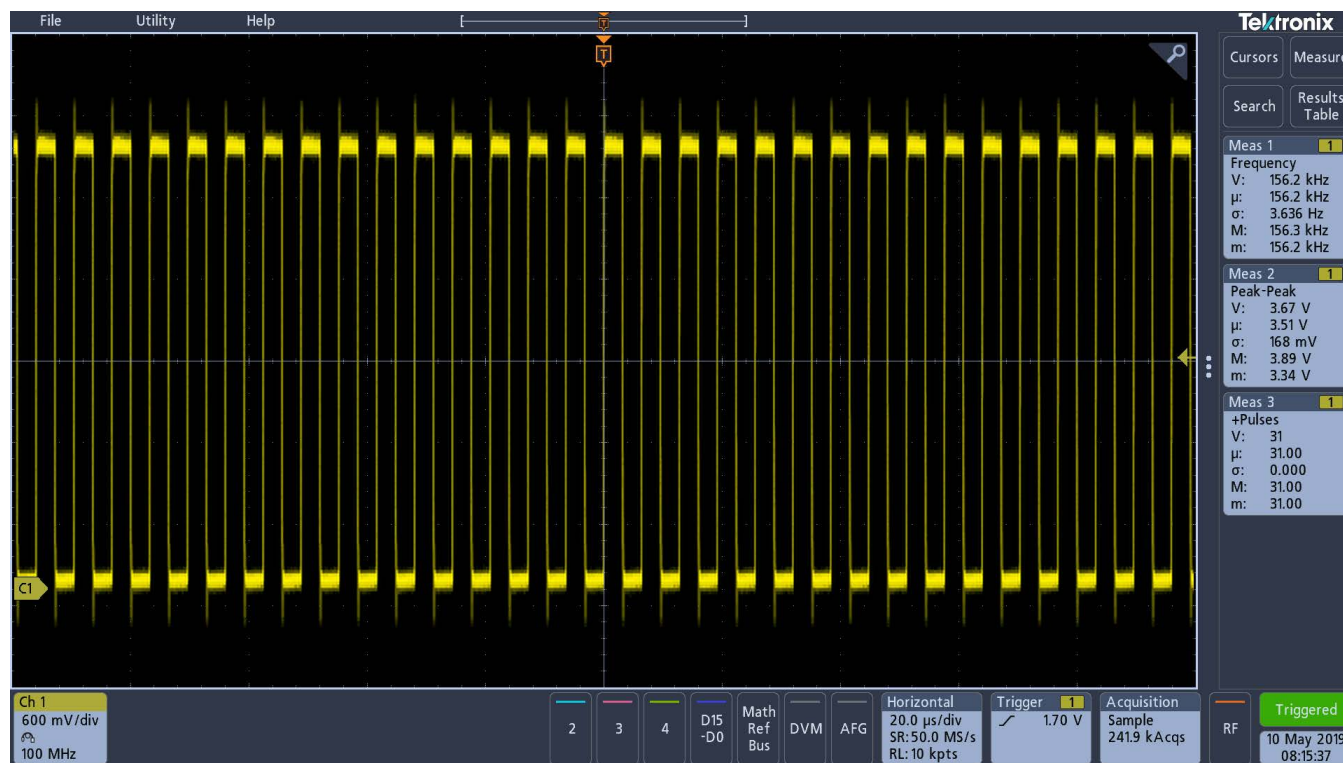 File Utility Help
T
Tektronix
T
Cursors Measure
Search Results
Table
Meas 1 1
Frequency
V: 156.2 kHz
µ: 156.2 kHz
σ: 3.636 Hz
M: 156.3 kHz
m: 156.2 kHz
Meas 2 1
Peak-Peak
V: 3.67 V
µ: 3.51 V
σ: 168 mV
M: 3.89 V
m: 3.34 V
Meas 3 1
+Pulses
V: 31
µ: 31.00
σ: 0.000
M: 31.00
m: 31.00
C1
Ch 1
600 mV/div
100 MHz
2
3
4
D15
-D0
Math
Ref
Bus
DVM
AFG
Horizontal
20.0 µs/div
SR: 50.0 MS/s
RL: 10 kpts
Trigger 1
1.70 V
Acquisition
Sample
241.9 kAcqs
RF
Triggered
10 May 2019
08:15:37